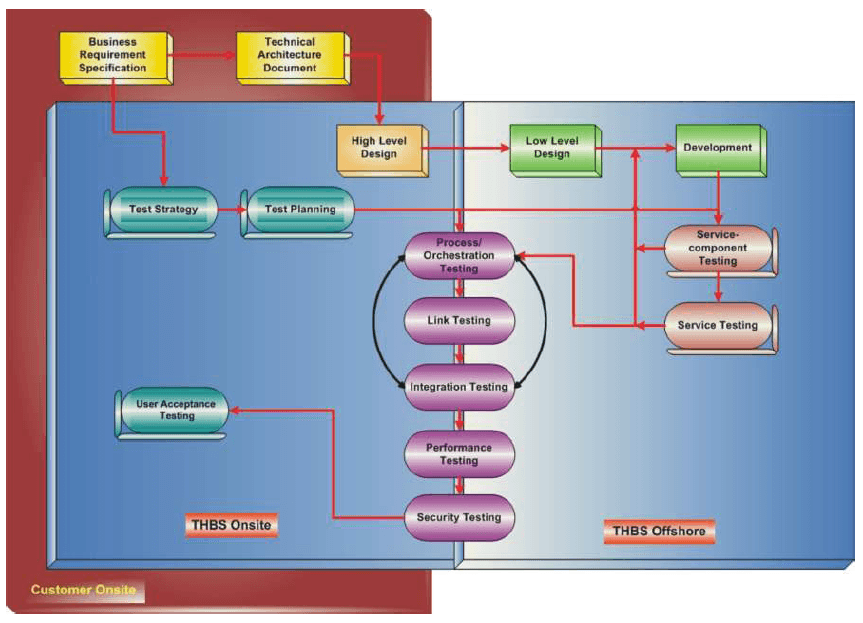 Business
Requirement
Specification
Technical
Architecture
Document
High Level
Design
Low Level
Design
Development
Test Strategy
Test Planning
Process/
Orchestration
Testing
Service-
component
Testing
Link Testing
Service Testing
Integration Testing
User Acceptance
Testing
Performance
Testing
Security Testing
THBS Onsite
THBS Offshore
Customer Onsite